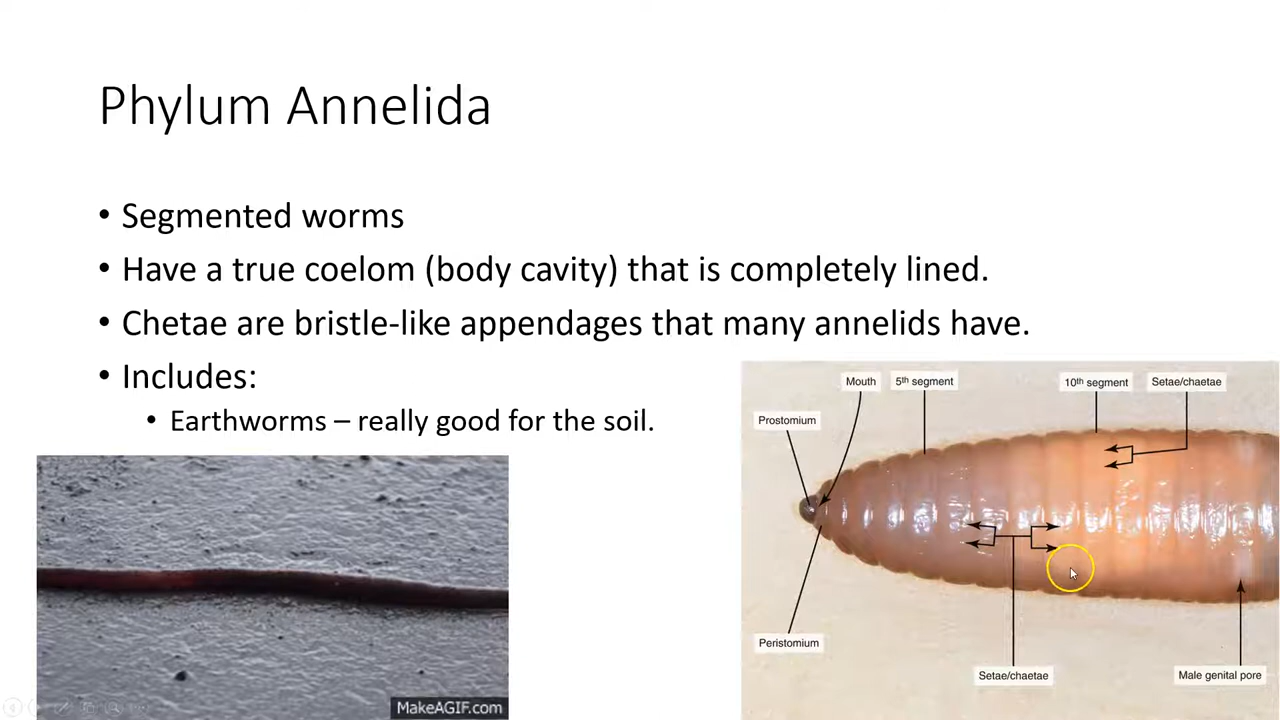 Phylum Annelida
• Segmented worms
• Have a true coelom (body cavity) that is completely lined.
• Chetae are bristle-like appendages that many annelids have.
• Includes:
• Earthworms – really good for the soil.
Mouth
5th segment
10th segment
Setae/chaetae
Prostomium
Peristomium
Setae/chaetae
Male genital pore
MakeAGIF.com